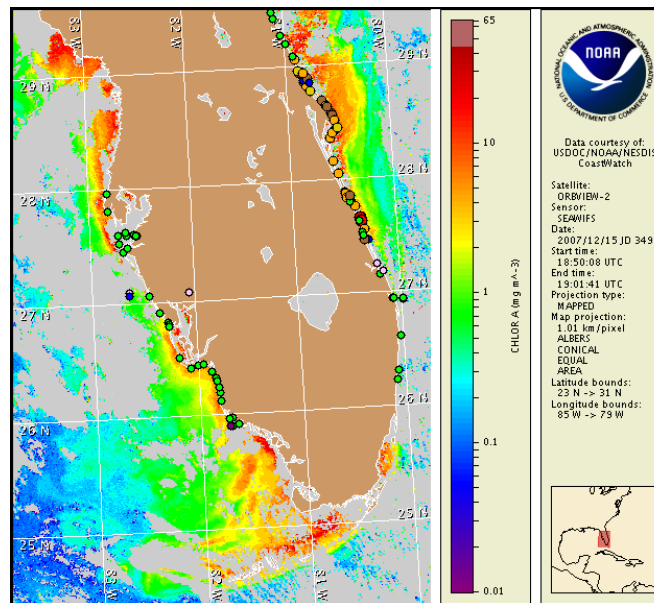 83 W
82 W
81 W
80 W
29 N
29 N
28 N
28 N
27 N
27 N
26 N
26 N
25 N
25 N
83 W
82 W
81 W
65
10
1
0.1
0.01
CHLOR A (mg m^-3)
NATIONAL OCEANIC AND ATMOSPHERIC ADMINISTRATION
NOAA
U.S. DEPARTMENT OF COMMERCE
Data courtesy of:
USDOC/NOAA/NESDIS
CoastWatch
Satellite:
ORBVIEW-2
Sensor:
SEAWIFS
Date:
2007/12/15 JD 349
Start time:
18:50:08 UTC
End time:
19:01:41 UTC
Projection type:
MAPPED
Map projection:
1.01 km/pixel
ALBERS
CONICAL
EQUAL
AREA
Latitude bounds:
23 N -> 31 N
Longitude bounds:
85 W -> 79 W